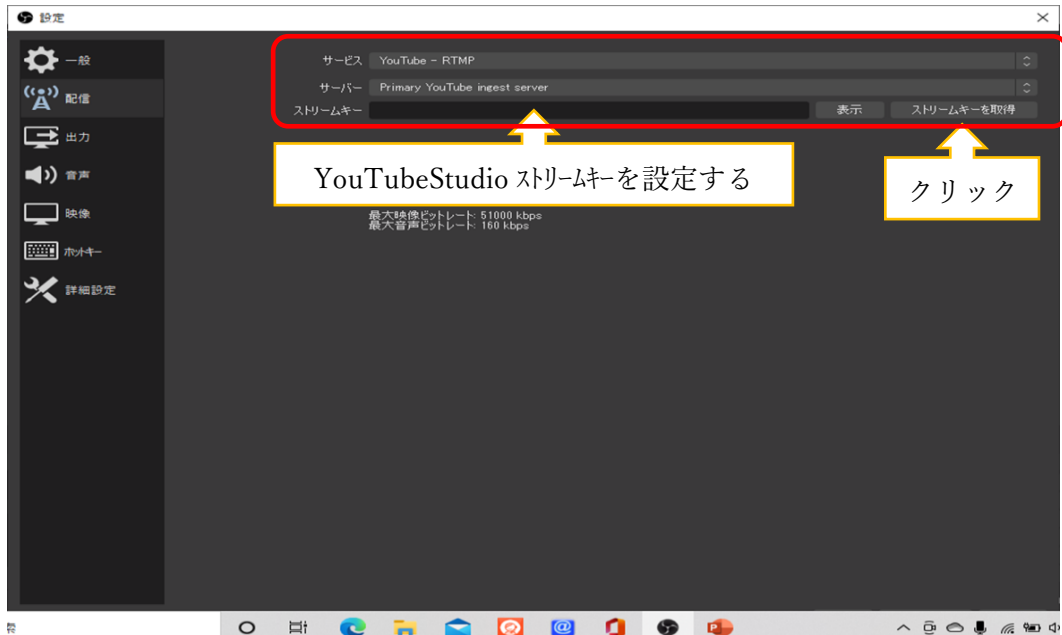 設定
一般
配信
出力
音声
映像
ホットキー
詳細設定
サービス YouTube - RTMP
サーバー Primary YouTube ingest server
ストリームキー 表示 ストリームキーを取得
YouTubeStudio ストリームキーを設定する
クリック
最大映像ビットレート: 51000 kbps
最大音声ビットレート: 160 kbps